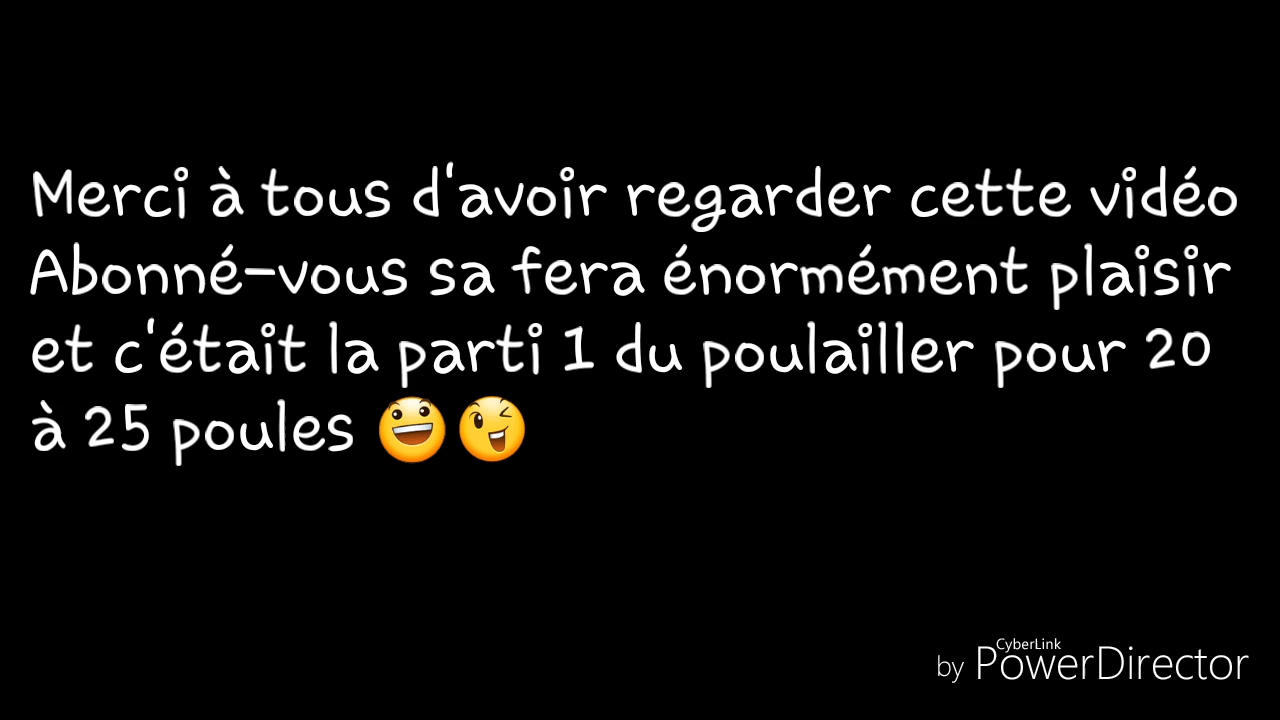 Merci à tous d'avoir regarder cette vidéo
Abonné-vous sa fera énormément plaisir
et c'était la parti 1 du poulailler pour 20
à 25 poules 😃😜
CyberLink
by PowerDirector